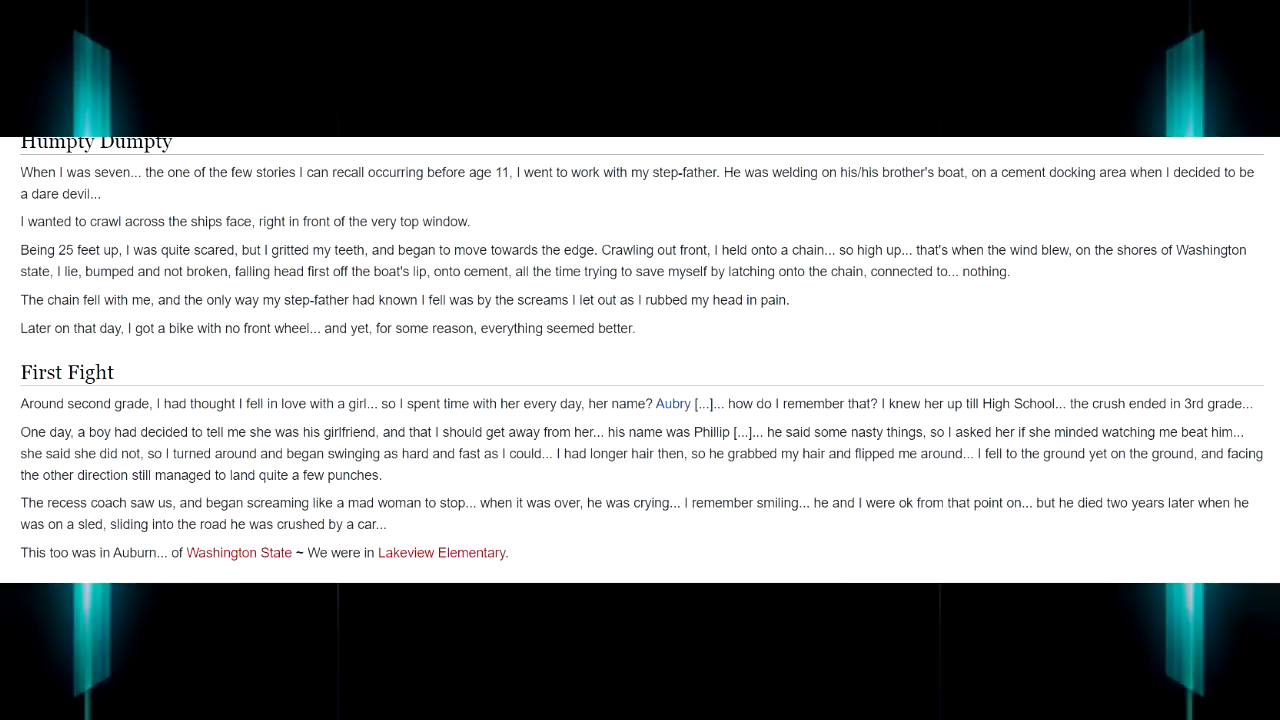 Humpty Dumpty
When I was seven... the one of the few stories I can recall occurring before age 11, I went to work with my step-father. He was welding on his/his brother's boat, on a cement docking area when I decided to be
a dare devil...
I wanted to crawl across the ships face, right in front of the very top window.
Being 25 feet up, I was quite scared, but I gritted my teeth, and began to move towards the edge. Crawling out front, I held onto a chain... so high up... that's when the wind blew, on the shores of Washington
state, I lie, bumped and not broken, falling head first off the boat's lip, onto cement, all the time trying to save myself by latching onto the chain, connected to... nothing.
The chain fell with me, and the only way my step-father had known I fell was by the screams I let out as I rubbed my head in pain.
Later on that day, I got a bike with no front wheel... and yet, for some reason, everything seemed better.
First Fight
Around second grade, I had thought I fell in love with a girl... so I spent time with her every day, her name? Aubry [...]... how do I remember that? I knew her up till High School... the crush ended in 3rd grade...
One day, a boy had decided to tell me she was his girlfriend, and that I should get away from her... his name was Phillip [...]... he said some nasty things, so I asked her if she minded watching me beat him...
she said she did not, so I turned around and began swinging as hard and fast as I could... I had longer hair then, so he grabbed my hair and flipped me around... I fell to the ground yet on the ground, and facing
the other direction still managed to land quite a few punches.
The recess coach saw us, and began screaming like a mad woman to stop... when it was over, he was crying... I remember smiling... he and I were ok from that point on... but he died two years later when he
was on a sled, sliding into the road he was crushed by a car...
This too was in Auburn... of Washington State ~ We were in Lakeview Elementary.